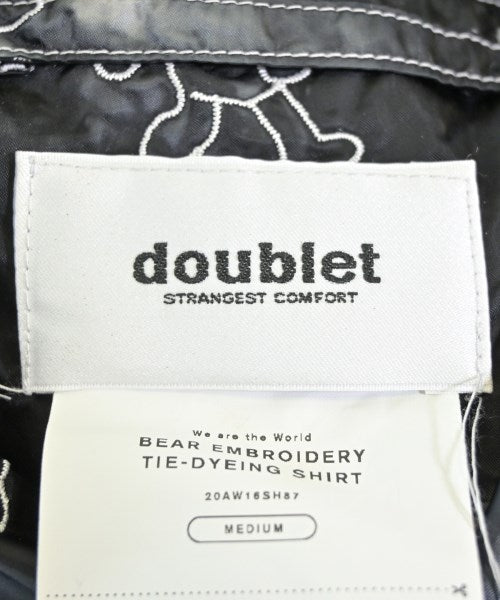 doublet
STRANGEST COMFORT
We are the World
BEAR EMBROIDERY
TIE-DYEING SHIRT
20AW16SH87
MEDIUM